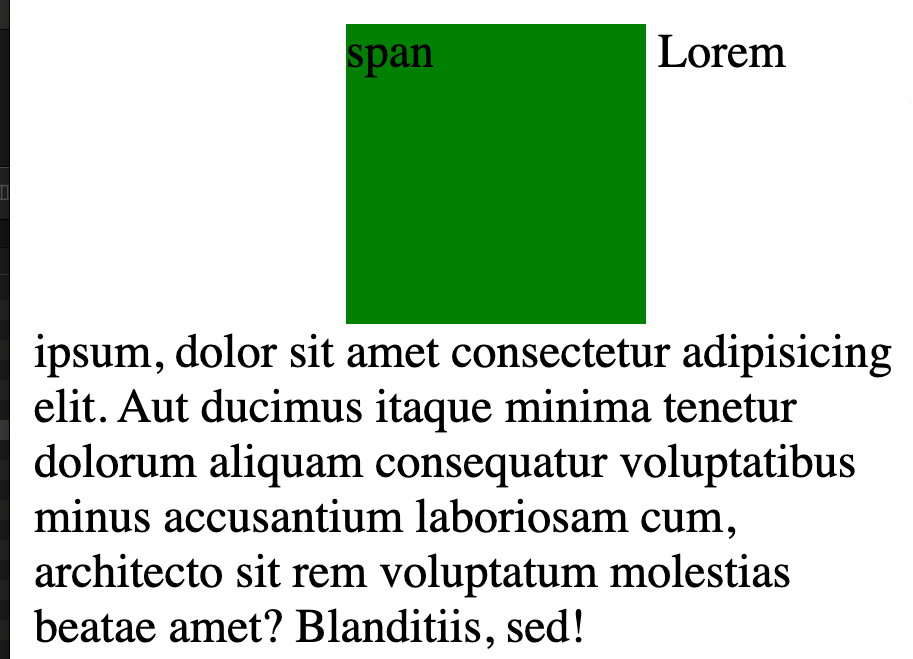 span Lorem
ipsum, dolor sit amet consectetur adipisicing
elit. Aut ducimus itaque minima tenetur
dolorum aliquam consequatur voluptatibus
minus accusantium laboriosam cum,
architecto sit rem voluptatum molestias
beatae amet? Blanditiis, sed!